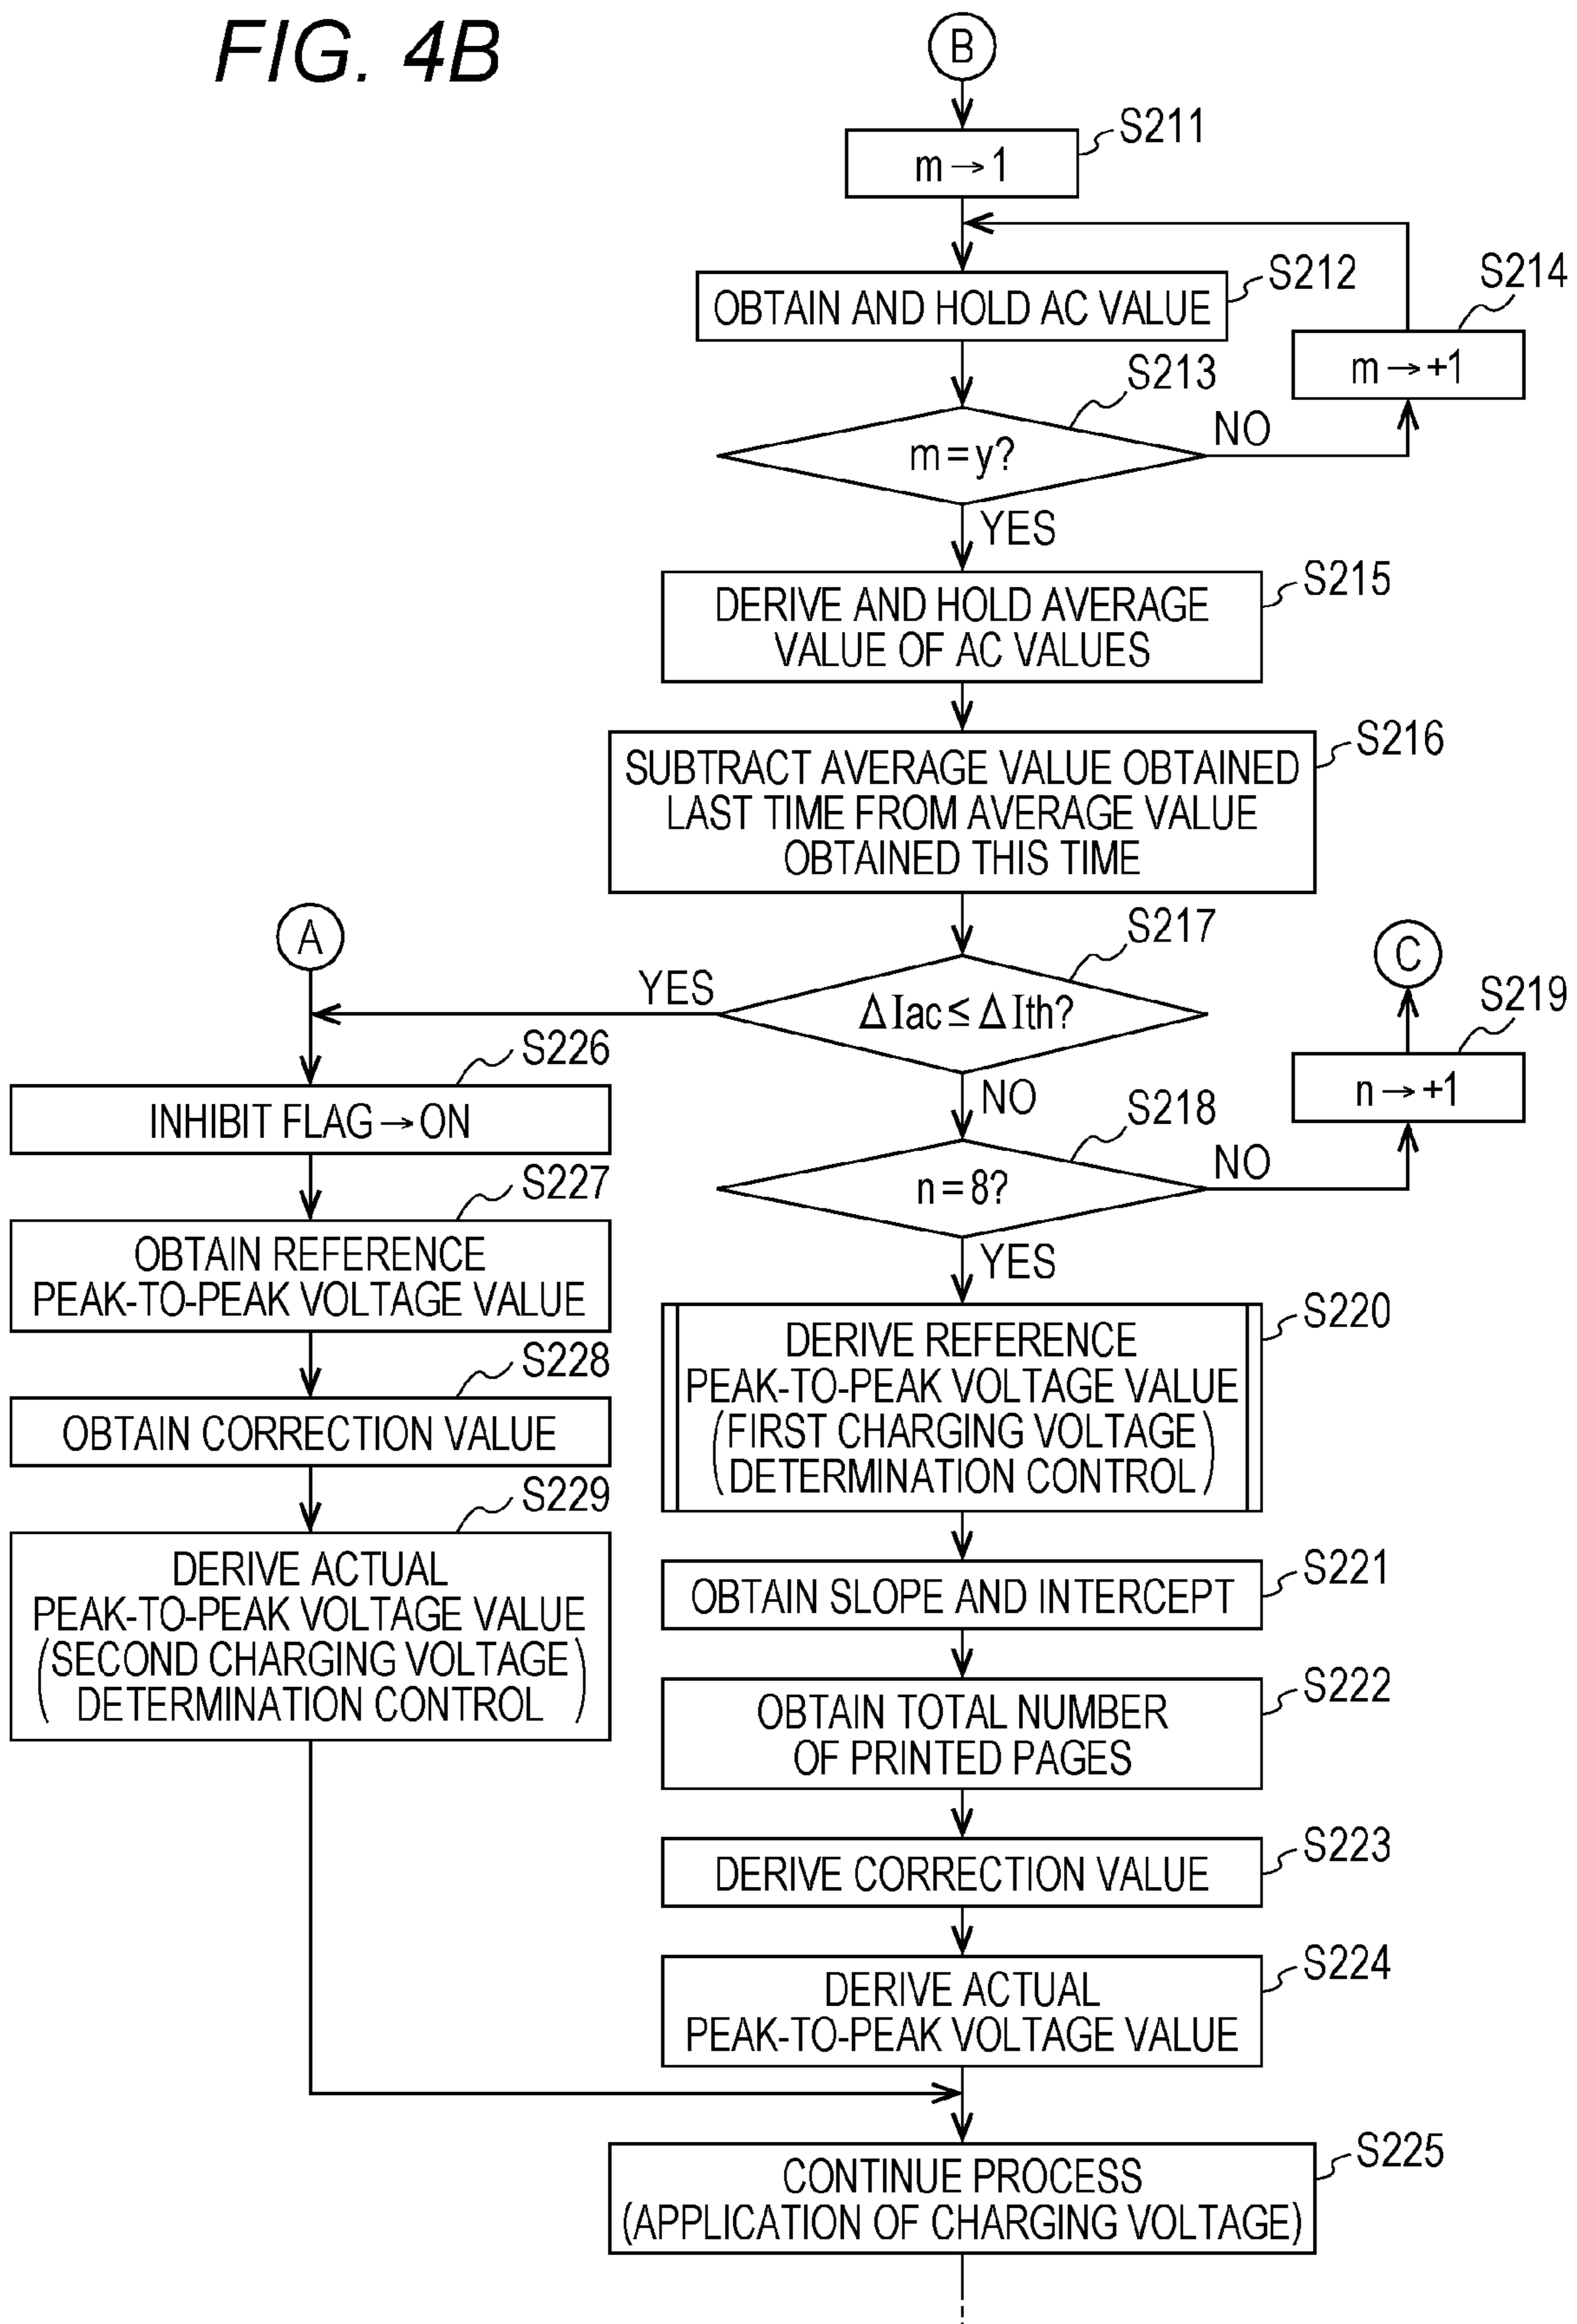 FIG. 4B
B
S211
m→1
S212
OBTAIN AND HOLD AC VALUE
S214
m→+1
S213
m=y?
NO
YES
S215
DERIVE AND HOLD AVERAGE
VALUE OF AC VALUES
S216
SUBTRACT AVERAGE VALUE OBTAINED
LAST TIME FROM AVERAGE VALUE
OBTAINED THIS TIME
A
S217
ΔIac≤ΔIth?
YES
NO
C
S219
n→+1
S226
INHIBIT FLAG→ON
S218
n=8?
NO
YES
S227
OBTAIN REFERENCE
PEAK-TO-PEAK VOLTAGE VALUE
S228
OBTAIN CORRECTION VALUE
S229
DERIVE ACTUAL
PEAK-TO-PEAK VOLTAGE VALUE
(SECOND CHARGING VOLTAGE
DETERMINATION CONTROL)
S220
DERIVE REFERENCE
PEAK-TO-PEAK VOLTAGE VALUE
(FIRST CHARGING VOLTAGE
DETERMINATION CONTROL)
S221
OBTAIN SLOPE AND INTERCEPT
S222
OBTAIN TOTAL NUMBER
OF PRINTED PAGES
S223
DERIVE CORRECTION VALUE
S224
DERIVE ACTUAL
PEAK-TO-PEAK VOLTAGE VALUE
S225
CONTINUE PROCESS
(APPLICATION OF CHARGING VOLTAGE)